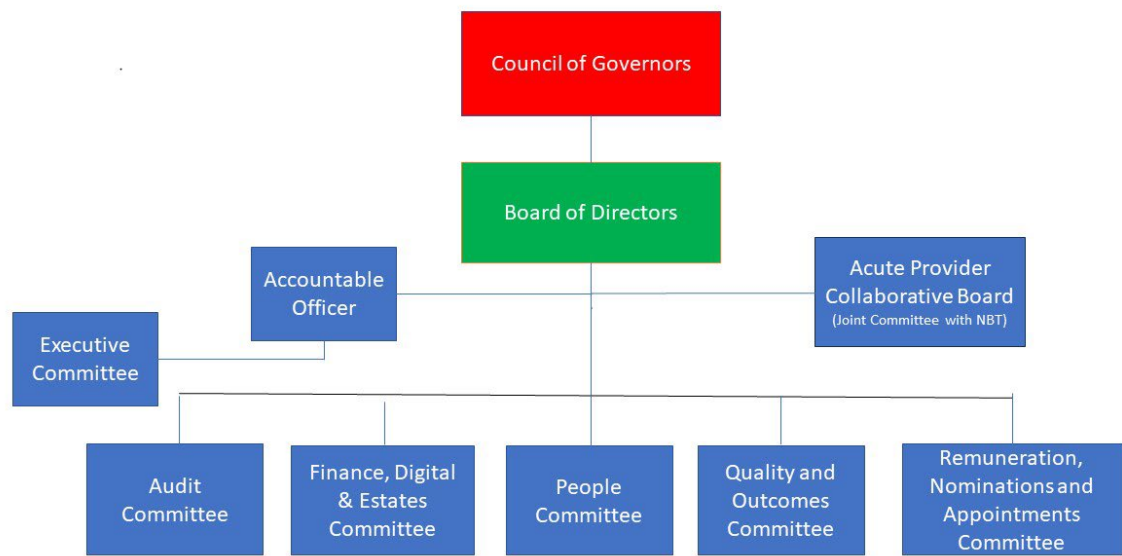 Council of Governors
Board of Directors
Accountable
Officer
Acute Provider
Collaborative Board
(Joint Committee with NBT)
Executive
Committee
Audit
Committee
Finance, Digital
& Estates
Committee
People
Committee
Quality and
Outcomes
Committee
Remuneration,
Nominations and
Appointments
Committee